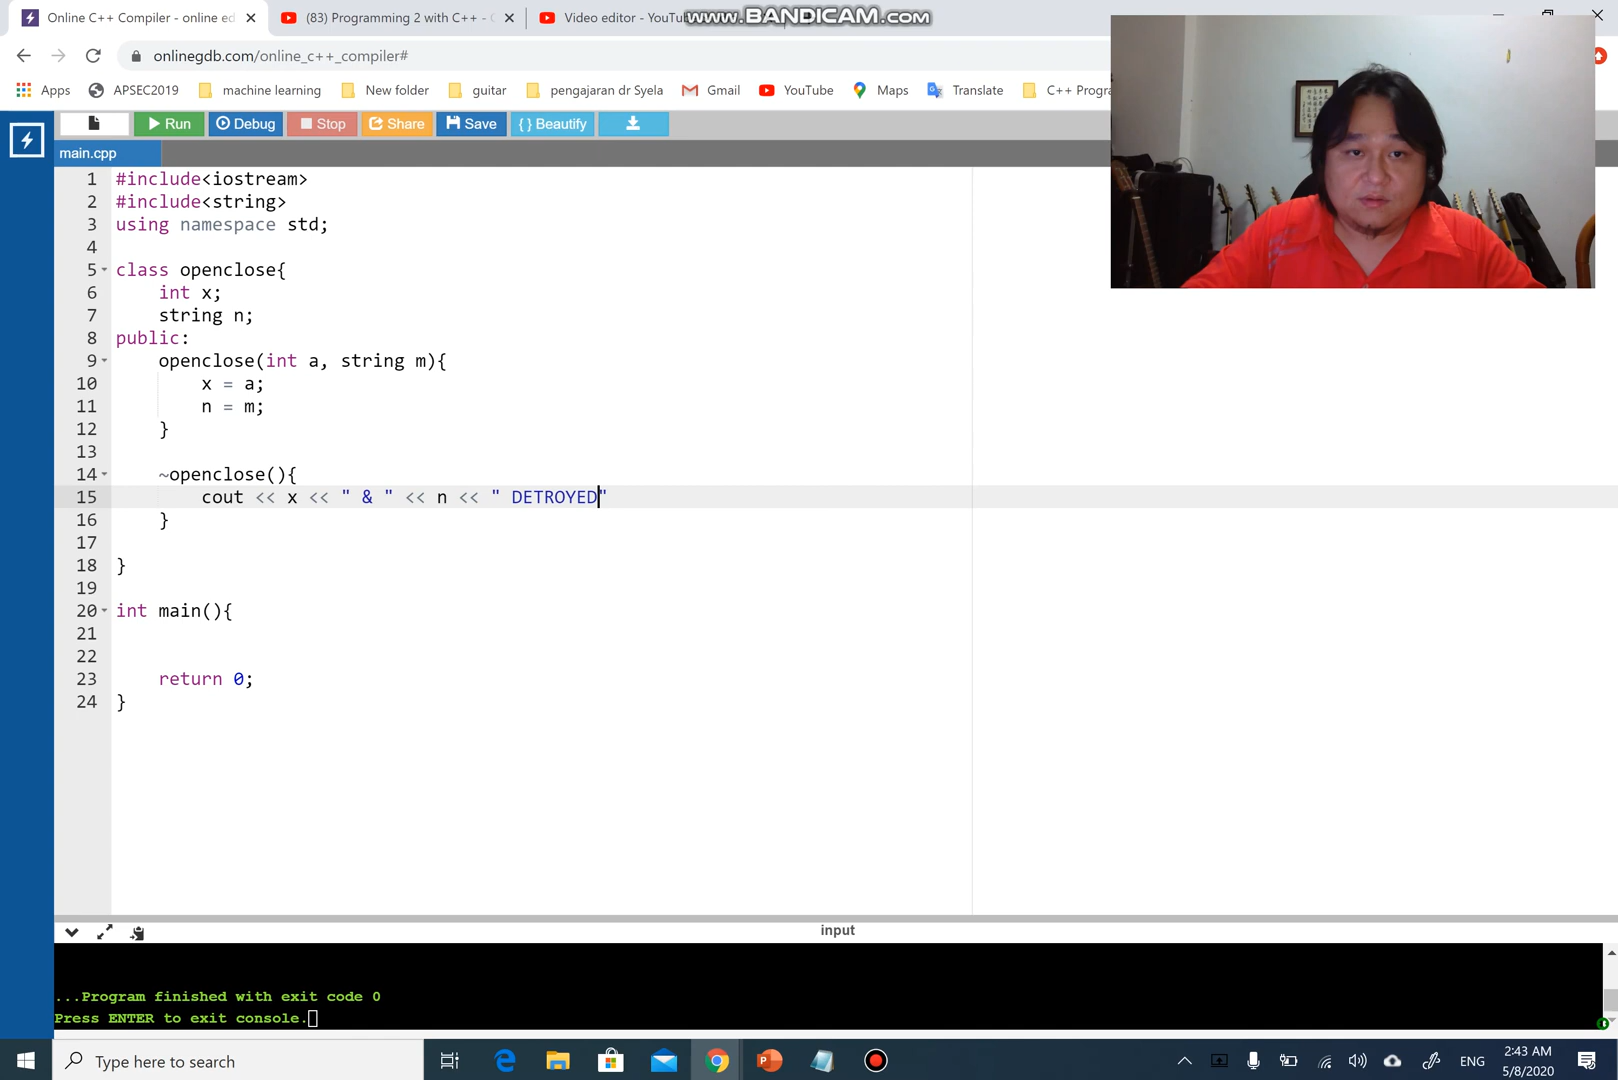 Online C++ Compiler - online ed
(83) Programming 2 with C++ -
Video editor - YouTu
www.BANDICAM.com
onlinegdb.com/online_c++_compiler#
Apps
APSEC2019
machine learning
New folder
guitar
pengajaran dr Syela
Gmail
YouTube
Maps
Translate
C++ Progra
Run
Debug
Stop
Share
Save
{ } Beautify
main.cpp
1 #include<iostream>
2 #include<string>
3 using namespace std;
4
5 class openclose{
6 int x;
7 string n;
8 public:
9 openclose(int a, string m){
10 x = a;
11 n = m;
12 }
13
14 ~openclose(){
15 cout << x << " & " << n << " DETROYED"
16 }
17
18 }
19
20 int main(){
21
22
23 return 0;
24 }
input
...Program finished with exit code 0
Press ENTER to exit console.
Type here to search
ENG
2:43 AM
5/8/2020